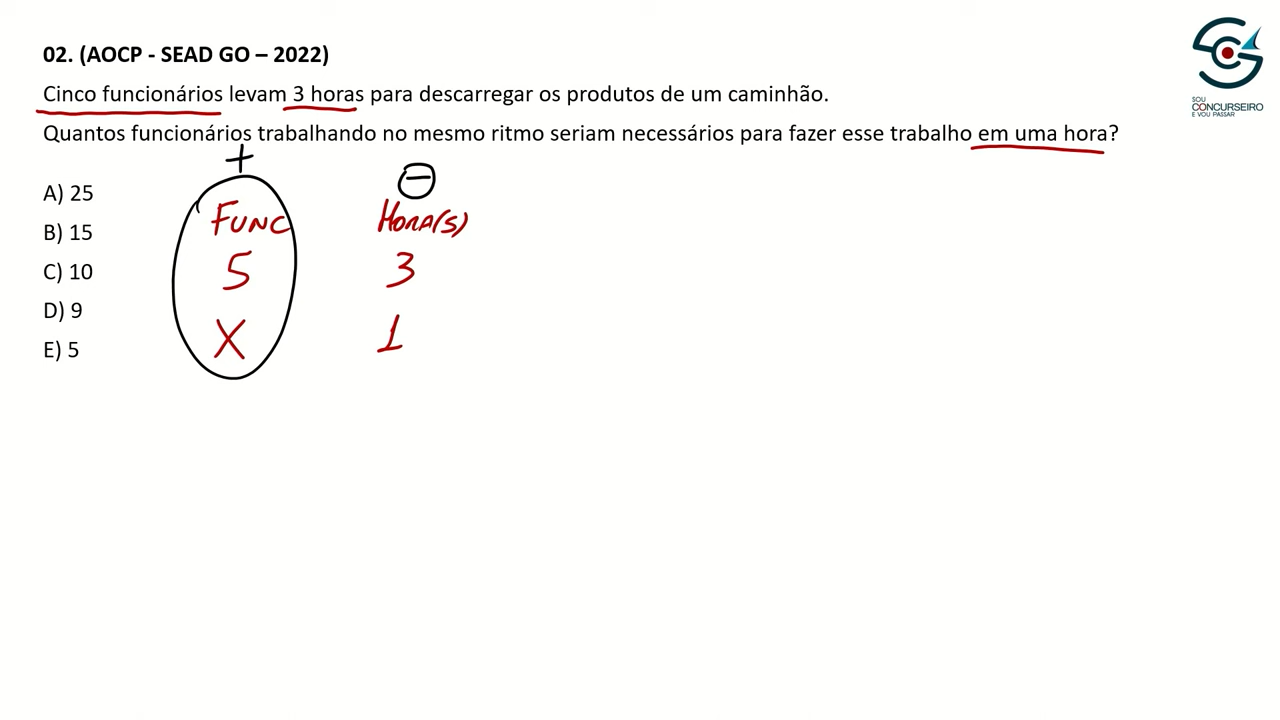 02. (AOCP - SEAD GO – 2022)
Cinco funcionários levam 3 horas para descarregar os produtos de um caminhão.
Quantos funcionários trabalhando no mesmo ritmo seriam necessários para fazer esse trabalho em uma hora?
A) 25
B) 15
C) 10
D) 9
E) 5
+ −
FUNC HORA(S)
5 3
X 1
SOU
CONCURSEIRO
E VOU PASSAR